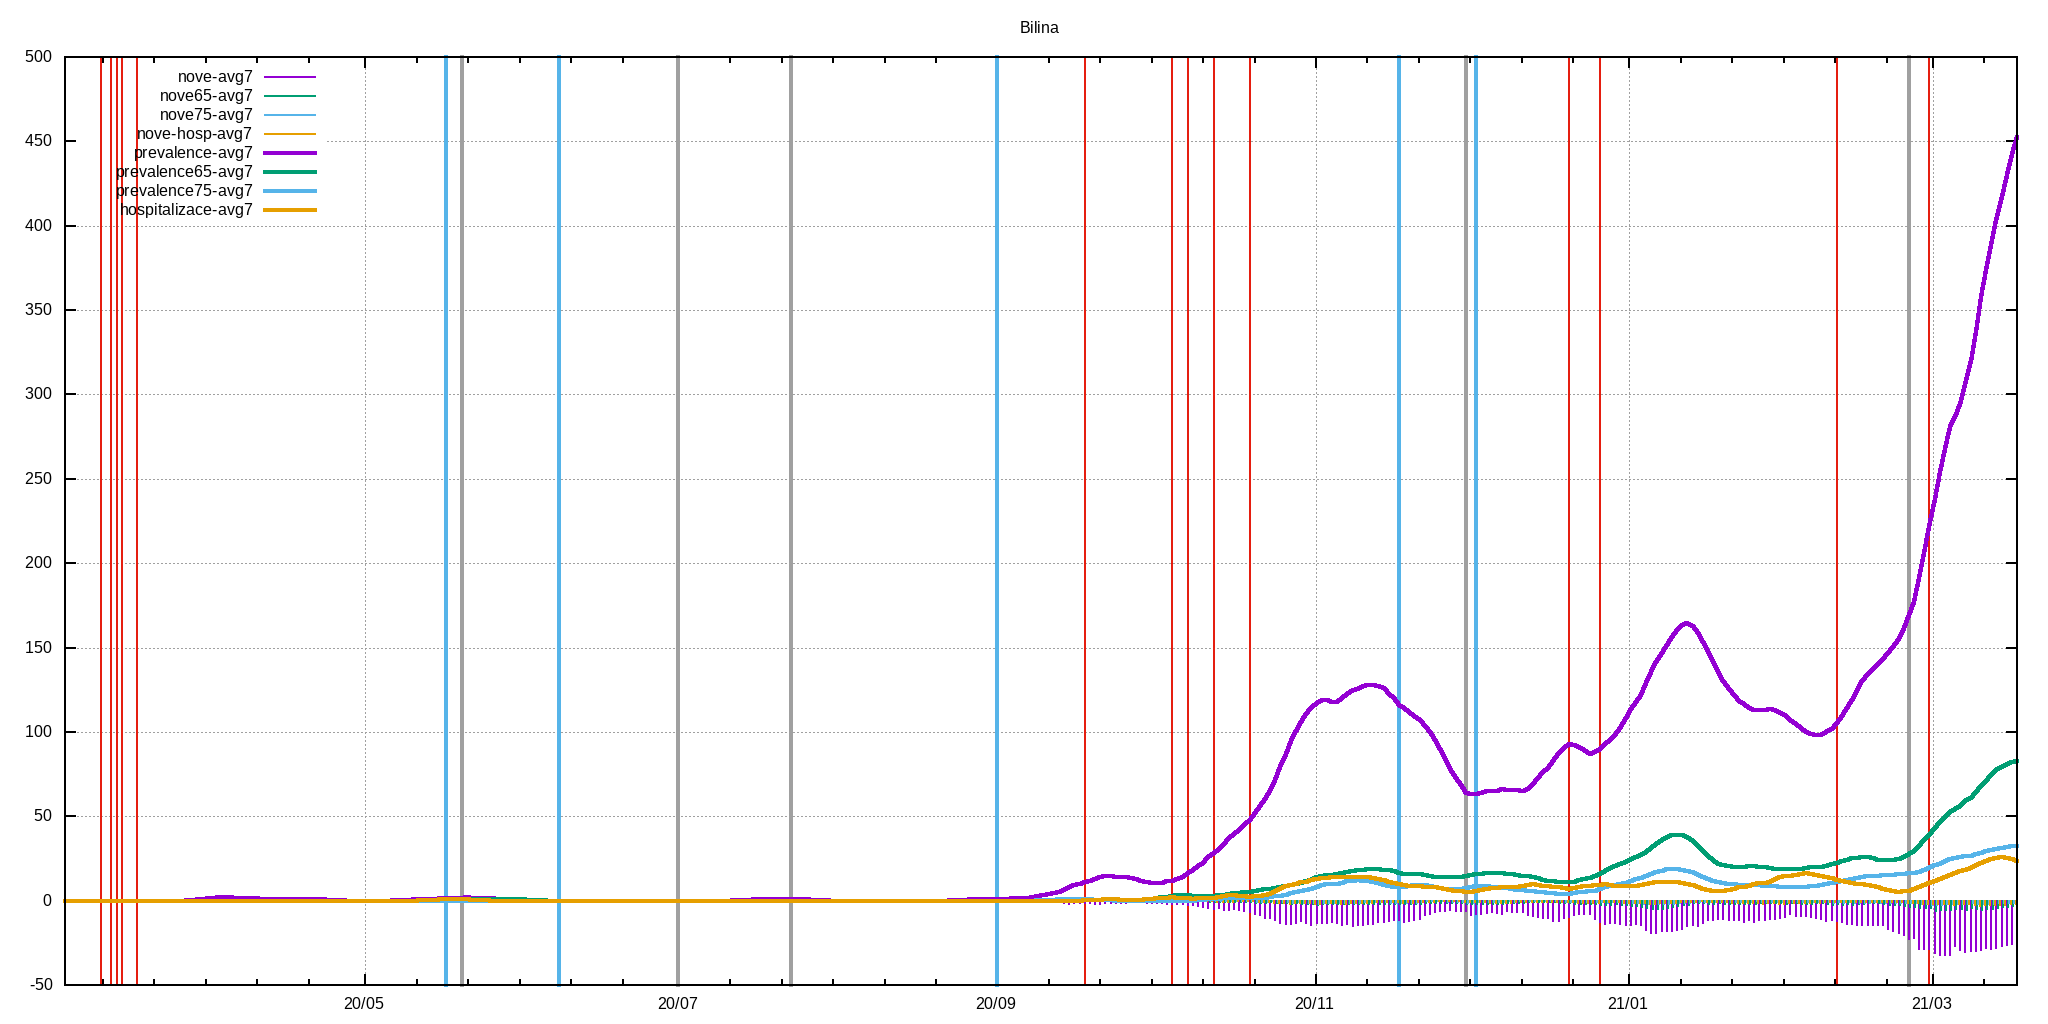 Bilina
500
450
400
350
300
250
200
150
100
50
0
-50
nove-avg7
nove65-avg7
nove75-avg7
nove-hosp-avg7
prevalence-avg7
prevalence65-avg7
prevalence75-avg7
hospitalizace-avg7
20/05 20/07 20/09 20/11 21/01 21/03